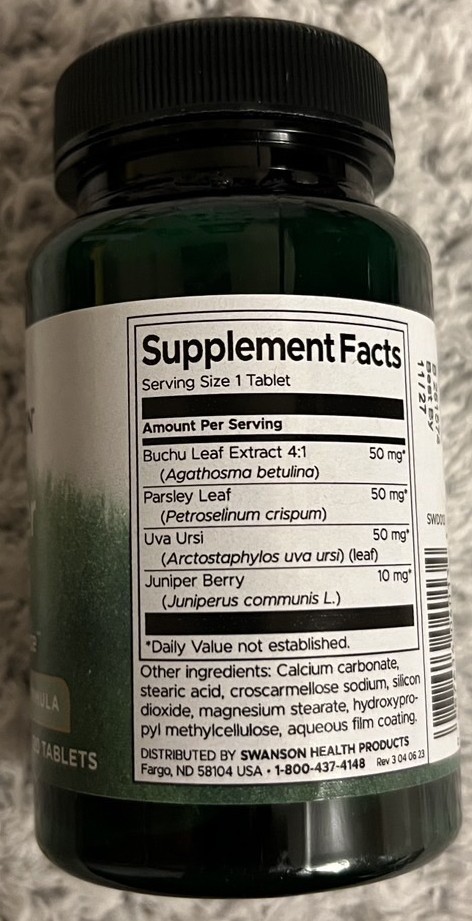 Supplement Facts
Serving Size 1 Tablet
Amount Per Serving
Buchu Leaf Extract 4:1 50 mg*
(Agathosma betulina)
Parsley Leaf 50 mg*
(Petroselinum crispum)
Uva Ursi 50 mg*
(Arctostaphylos uva ursi) (leaf)
Juniper Berry 10 mg*
(Juniperus communis L.)
*Daily Value not established.
Other ingredients: Calcium carbonate,
stearic acid, croscarmellose sodium, silicon
dioxide, magnesium stearate, hydroxypro-
pyl methylcellulose, aqueous film coating.
DISTRIBUTED BY SWANSON HEALTH PRODUCTS
Fargo, ND 58104 USA • 1-800-437-4148 Rev 3 04 06 23
TABLETS
Best By
11/27